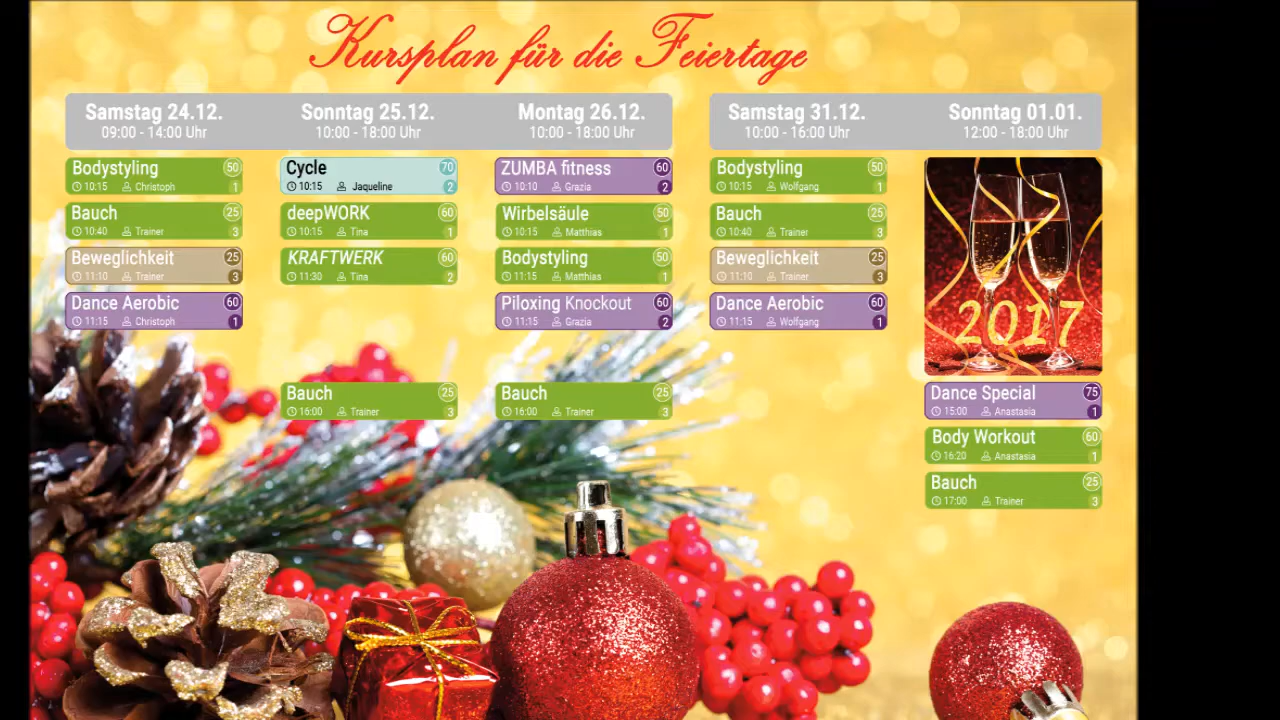 Kursplan für die Feiertage
Samstag 24.12.
09:00 - 14:00 Uhr
Bodystyling 50
10:15 Christoph 1
Bauch 25
10:40 Trainer 3
Beweglichkeit 25
11:10 Trainer 3
Dance Aerobic 60
11:15 Christoph 1
Sonntag 25.12.
10:00 - 18:00 Uhr
Cycle 70
10:15 Jaqueline 2
deepWORK 60
10:15 Tina 1
KRAFTWERK 60
11:30 Tina 2
Bauch 25
16:00 Trainer 3
Montag 26.12.
10:00 - 18:00 Uhr
ZUMBA fitness 60
10:10 Grazia 2
Wirbelsäule 50
10:15 Matthias 1
Bodystyling 50
11:15 Matthias 1
Piloxing Knockout 60
11:15 Grazia 2
Bauch 25
16:00 Trainer 3
Samstag 31.12.
10:00 - 16:00 Uhr
Bodystyling 50
10:15 Wolfgang 1
Bauch 25
10:40 Trainer 3
Beweglichkeit 25
11:10 Trainer 3
Dance Aerobic 60
11:15 Wolfgang 1
Sonntag 01.01.
12:00 - 18:00 Uhr
2017
Dance Special 75
15:00 Anastasia 1
Body Workout 60
16:20 Anastasia 1
Bauch 25
17:00 Trainer 3